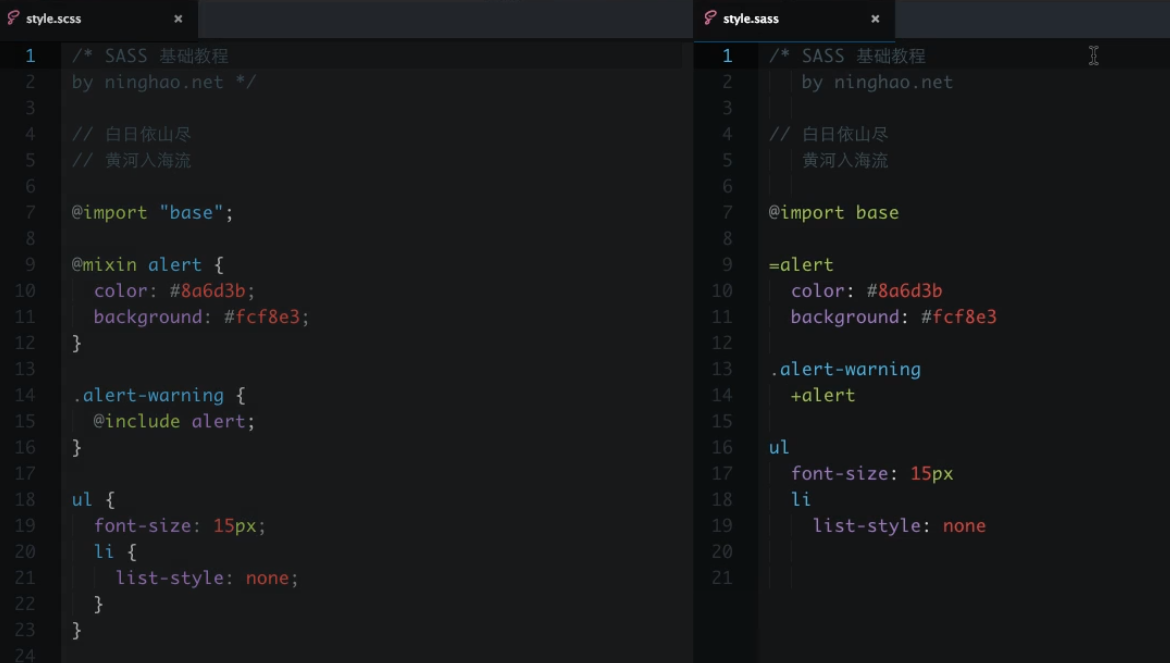 style.scss
×
1 /* SASS 基础教程
2 by ninghao.net */
3
4 // 白日依山尽
5 // 黄河入海流
6
7 @import "base";
8
9 @mixin alert {
10 color: #8a6d3b;
11 background: #fcf8e3;
12 }
13
14 .alert-warning {
15 @include alert;
16 }
17
18 ul {
19 font-size: 15px;
20 li {
21 list-style: none;
22 }
23 }
24
style.sass
×
1 /* SASS 基础教程
2 by ninghao.net
3
4 // 白日依山尽
5 黄河入海流
6
7 @import base
8
9 =alert
10 color: #8a6d3b
11 background: #fcf8e3
12
13 .alert-warning
14 +alert
15
16 ul
17 font-size: 15px
18 li
19 list-style: none
20
21